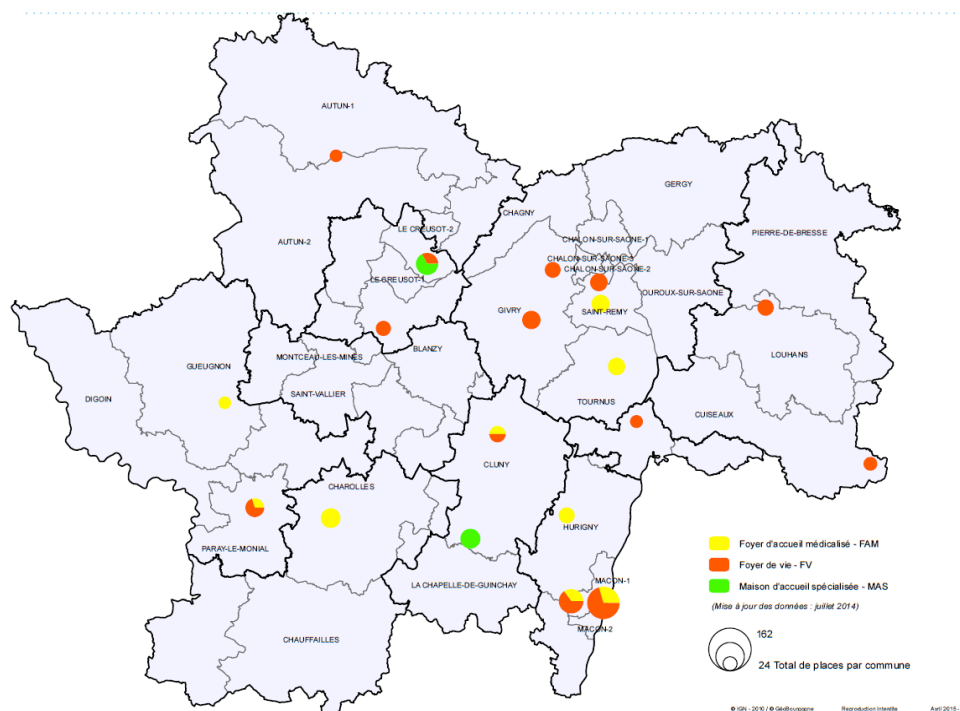 AUTUN-1
GERGY
CHAGNY
LE CREUSOT-2
PIERRE-DE-BRESSE
CHALON-SUR-SAONE-1
AUTUN-2
CHALON-SUR-SAONE-3
CHALON-SUR-SAONE-2
LE CREUSOT-1
OUROUX-SUR-SAONE
GIVRY
SAINT-REMY
BLANZY
MONTCEAU-LES-MINES
LOUHANS
GUEUGNON
SAINT-VALLIER
DIGOIN
TOURNUS
CUISEAUX
CLUNY
CHAROLLES
HURIGNY
PARAY-LE-MONIAL
Foyer d'accueil médicalisé - FAM
Foyer de vie - FV
MACON-1
LA CHAPELLE-DE-GUINCHAY
Maison d'accueil spécialisée - MAS
(Mise à jour des données : juillet 2014)
MACON-2
CHAUFFAILLES
162
24 Total de places par commune
© IGN - 2010 / © GéoBourgogne Reproduction interdite Avril 2015 -